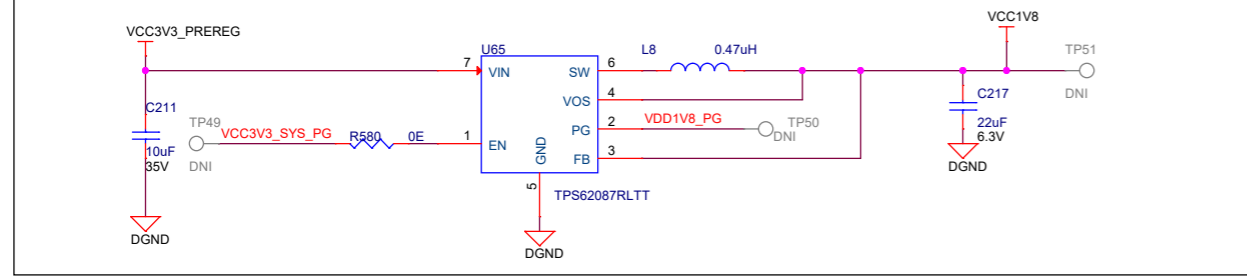 VCC3V3_PREREG
VCC1V8
U65
L8 0.47uH
TP51
7 VIN SW 6
DNI
C211
VOS 4
C217
TP49
VCC3V3_SYS_PG R580 0E 1 EN
PG 2 VDD1V8_PG TP50
DNI
10uF
35V
DNI
GND
FB 3
22uF
6.3V
DGND
5
TPS62087RLTT
DGND
DGND